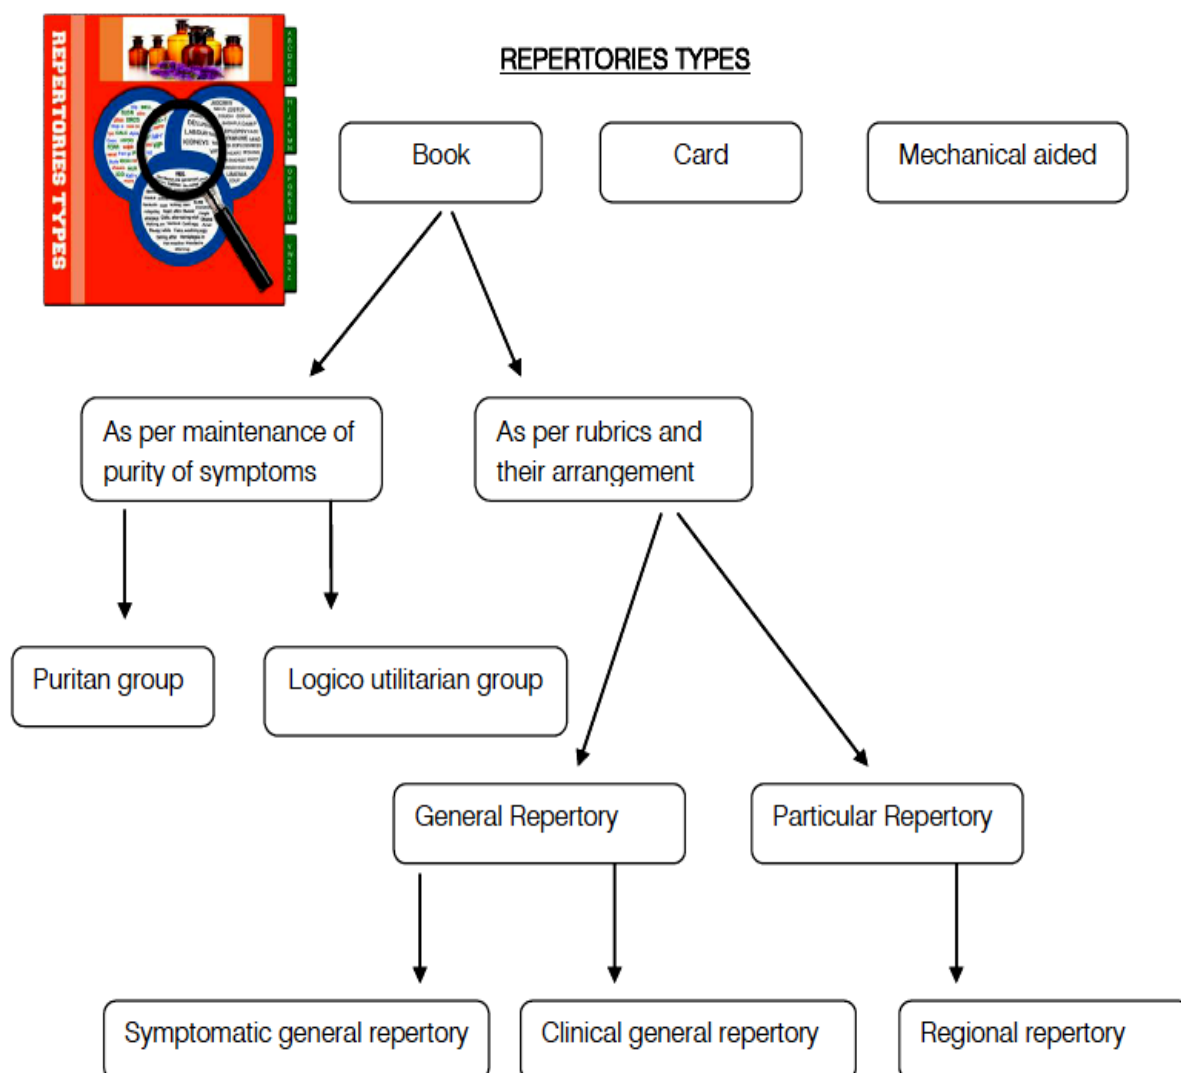 REPERTORIES TYPES
REPERTORIES TYPES
A
B
C
D
E
F
G
H
I
J
K
L
M
N
O
P
Q
R
S
T
U
V
W
X
Y
Z
LABOUR
KIDNEYS
Book
Card
Mechanical aided
As per maintenance of
purity of symptoms
As per rubrics and
their arrangement
Puritan group
Logico utilitarian group
General Repertory
Particular Repertory
Symptomatic general repertory
Clinical general repertory
Regional repertory